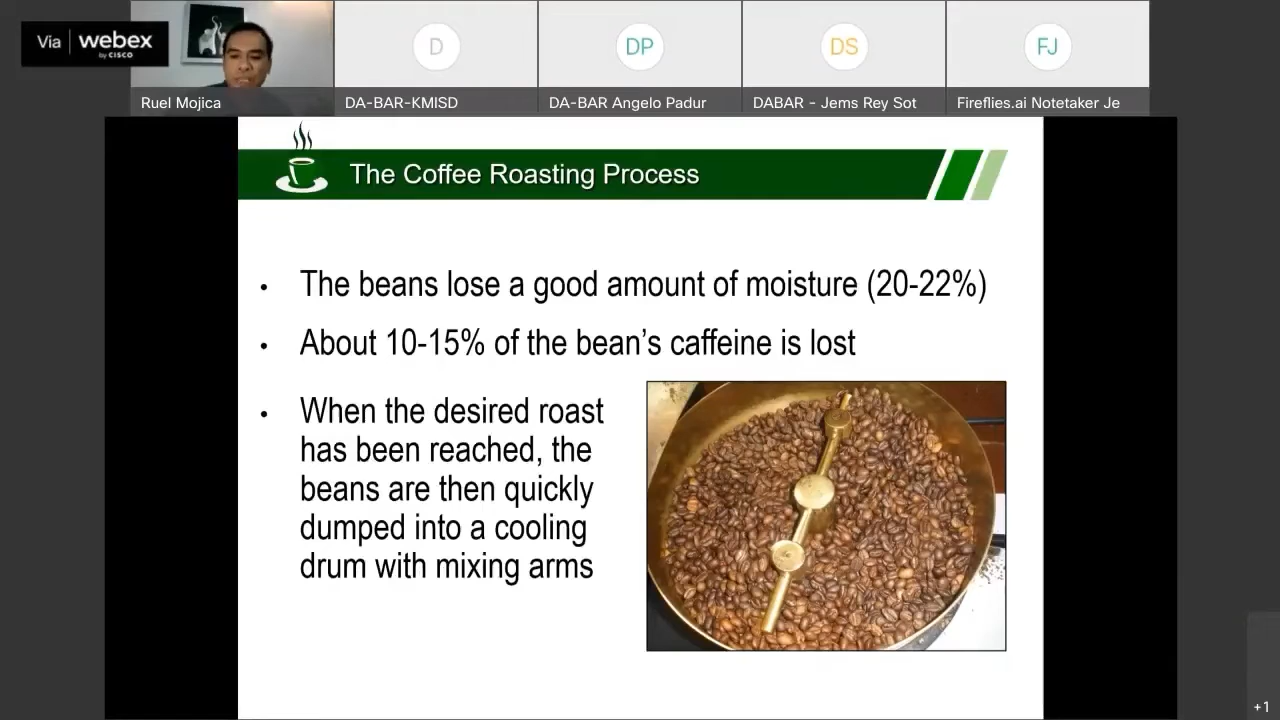 Via webex
by CISCO
D
DP
DS
FJ
Ruel Mojica
DA-BAR-KMISD
DA-BAR Angelo Padur
DABAR - Jems Rey Sot
Fireflies.ai Notetaker Je
The Coffee Roasting Process
• The beans lose a good amount of moisture (20-22%)
• About 10-15% of the bean's caffeine is lost
• When the desired roast
has been reached, the
beans are then quickly
dumped into a cooling
drum with mixing arms
+1